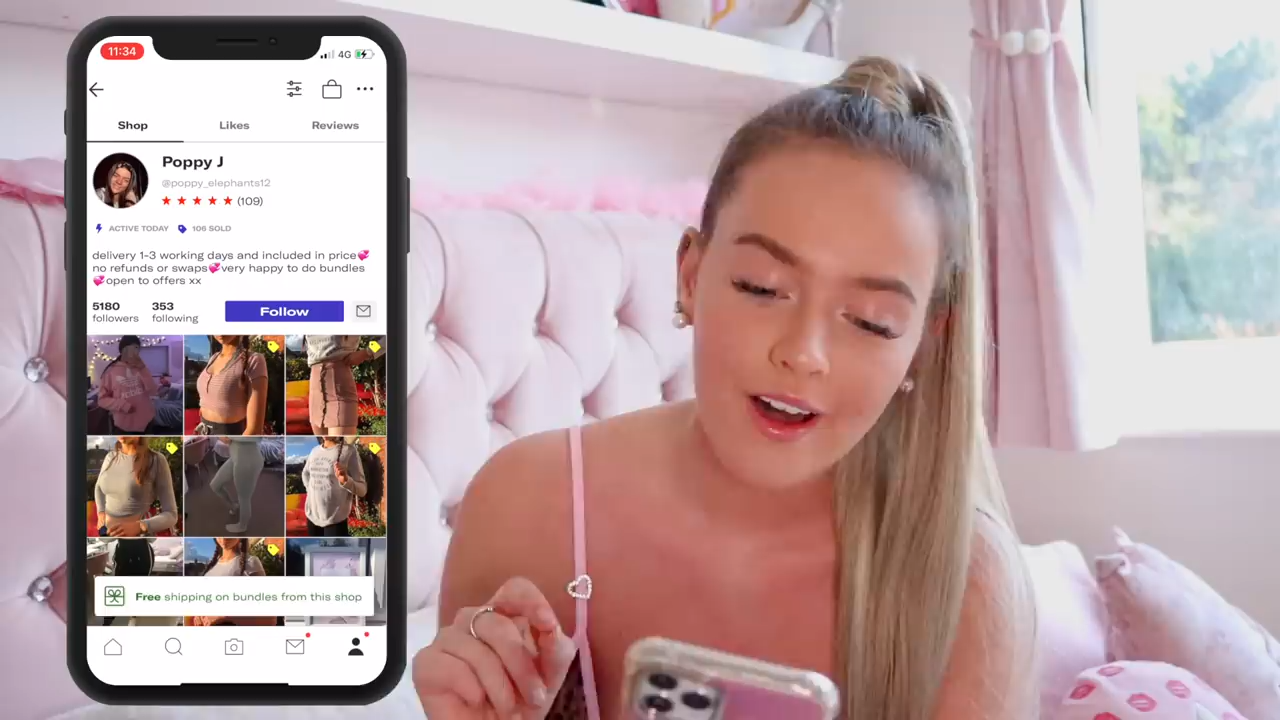 11:34
4G
Shop Likes Reviews
Poppy J
@poppy_elephants12
(109)
ACTIVE TODAY 106 SOLD
delivery 1-3 working days and included in price💞
no refunds or swaps💞very happy to do bundles
💞open to offers xx
5180 353
followers following
Follow
Free shipping on bundles from this shop